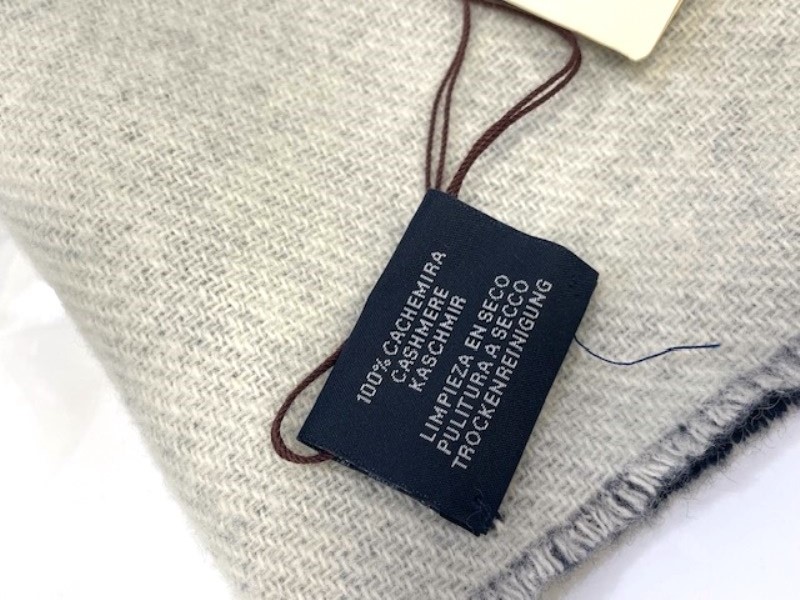 100% CACHEMIRA
CASHMERE
KASCHMIR
LIMPIEZA EN SECO
PULITURA A SECCO
TROCKENREINIGUNG